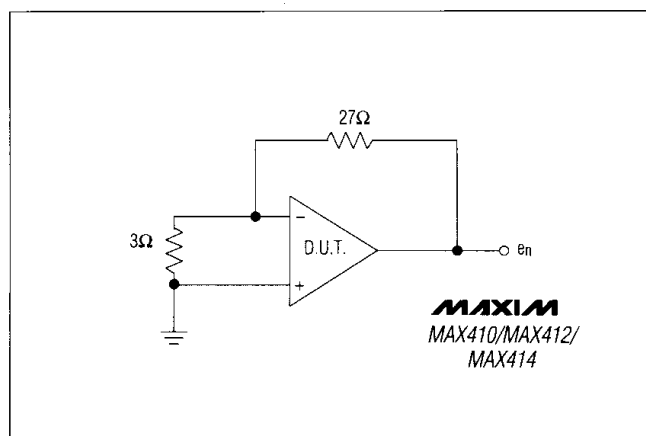 27Ω
3Ω
−
D.U.T.
+
en
MAXIM
MAX410/MAX412/
MAX414